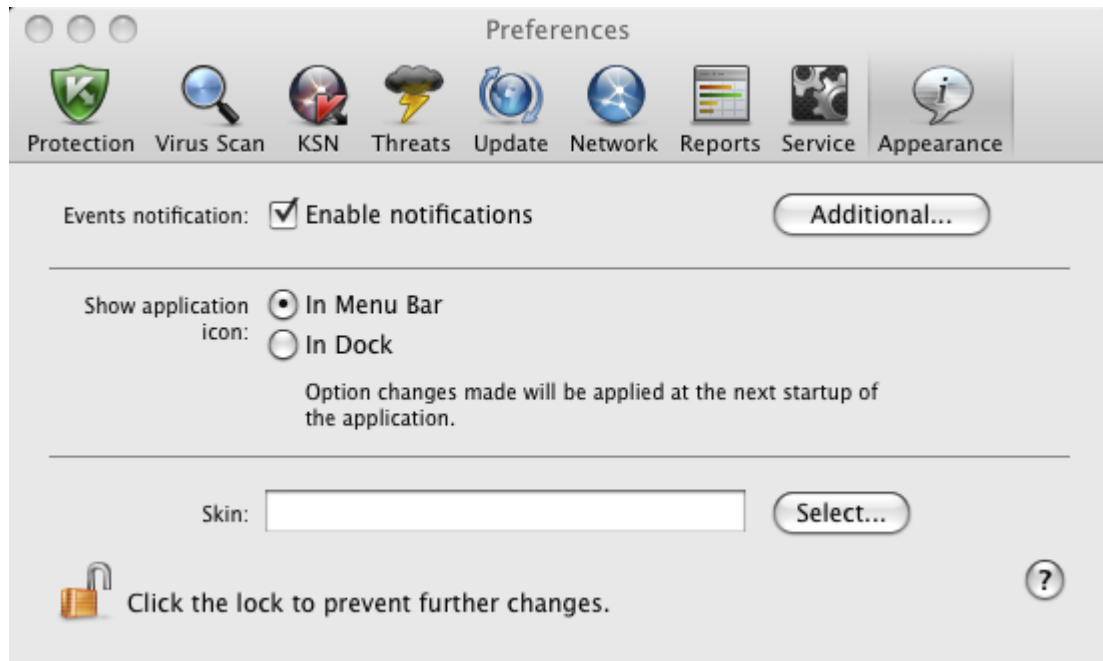 Preferences
Protection Virus Scan KSN Threats Update Network Reports Service Appearance
Events notification: Enable notifications Additional...
Show application In Menu Bar
icon: In Dock
Option changes made will be applied at the next startup of
the application.
Skin: Select...
Click the lock to prevent further changes. ?